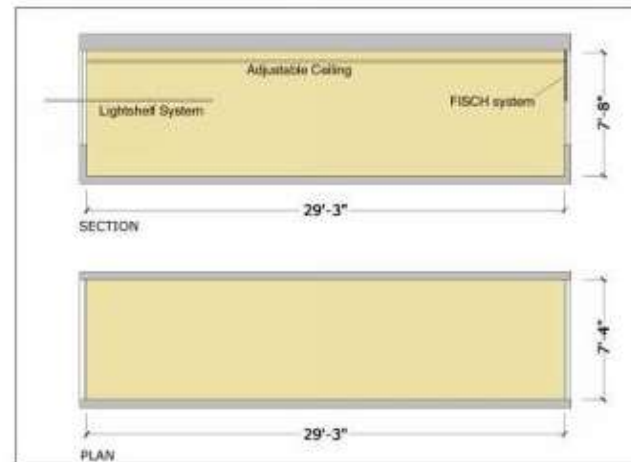 Adjustable Ceiling
Lightshelf System
FISCH system
7'-8"
29'-3"
SECTION
7'-4"
29'-3"
PLAN